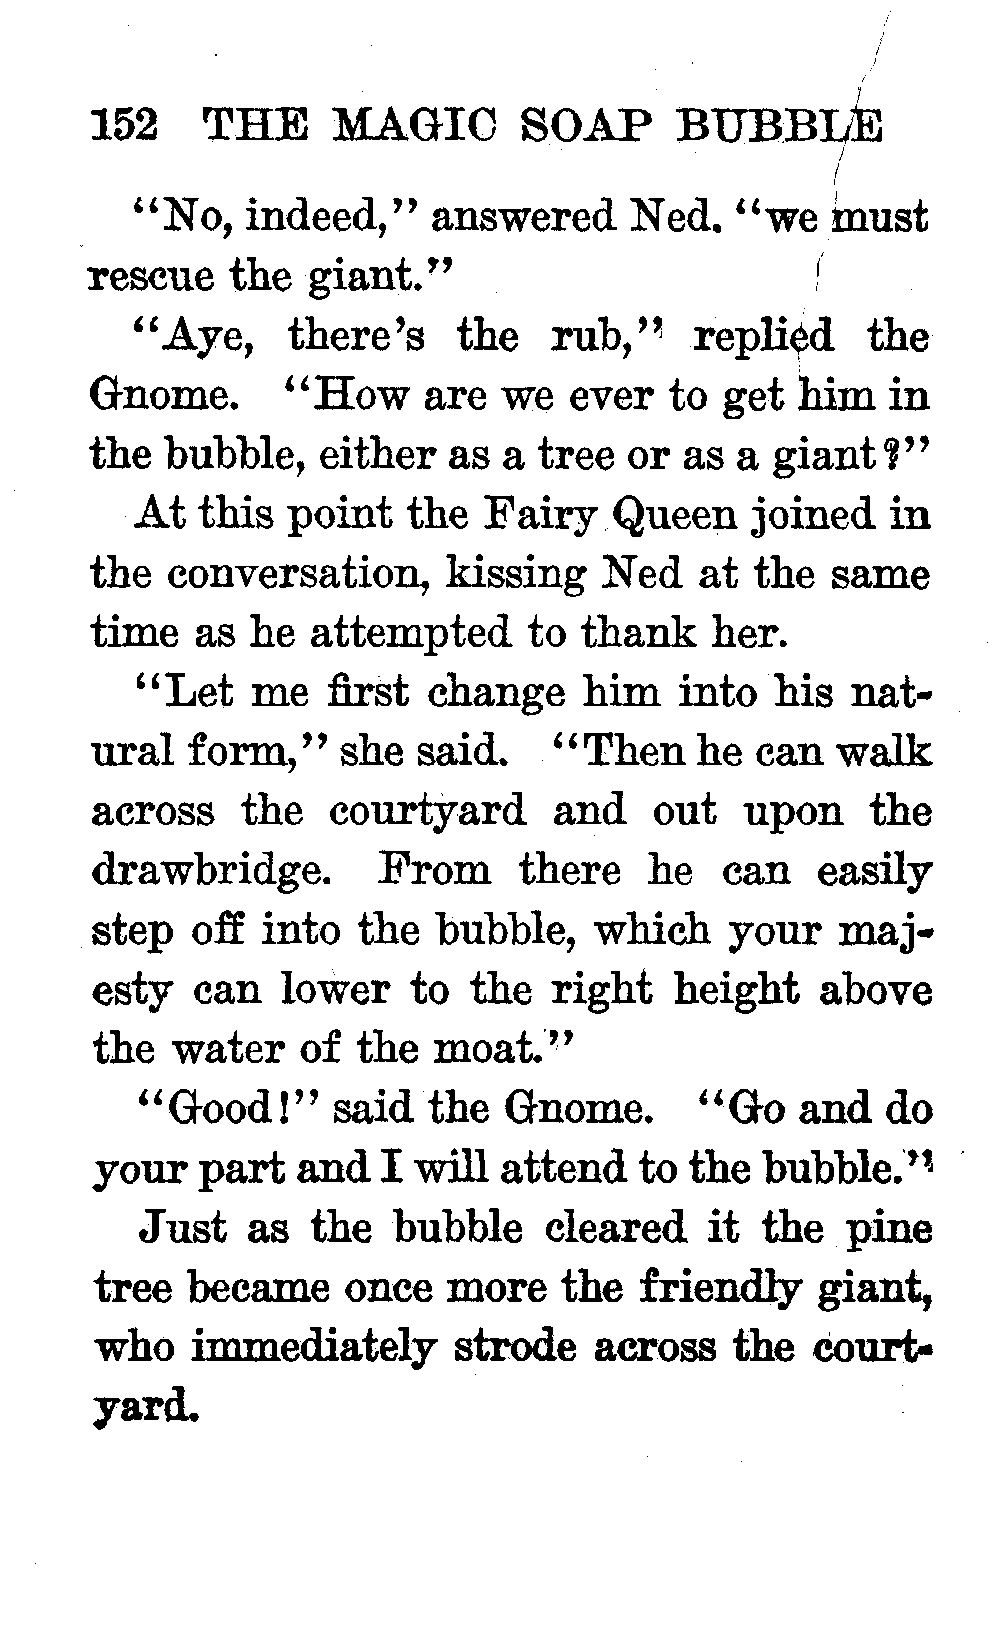 152 THE MAGIC SOAP BUBBLE
“No, indeed,” answered Ned. “we must
rescue the giant.”
“Aye, there’s the rub,” replied the
Gnome. “How are we ever to get him in
the bubble, either as a tree or as a giant?”
At this point the Fairy Queen joined in
the conversation, kissing Ned at the same
time as he attempted to thank her.
“Let me first change him into his nat-
ural form,” she said. “Then he can walk
across the courtyard and out upon the
drawbridge. From there he can easily
step off into the bubble, which your maj-
esty can lower to the right height above
the water of the moat.”
“Good!” said the Gnome. “Go and do
your part and I will attend to the bubble.”
Just as the bubble cleared it the pine
tree became once more the friendly giant,
who immediately strode across the court-
yard.